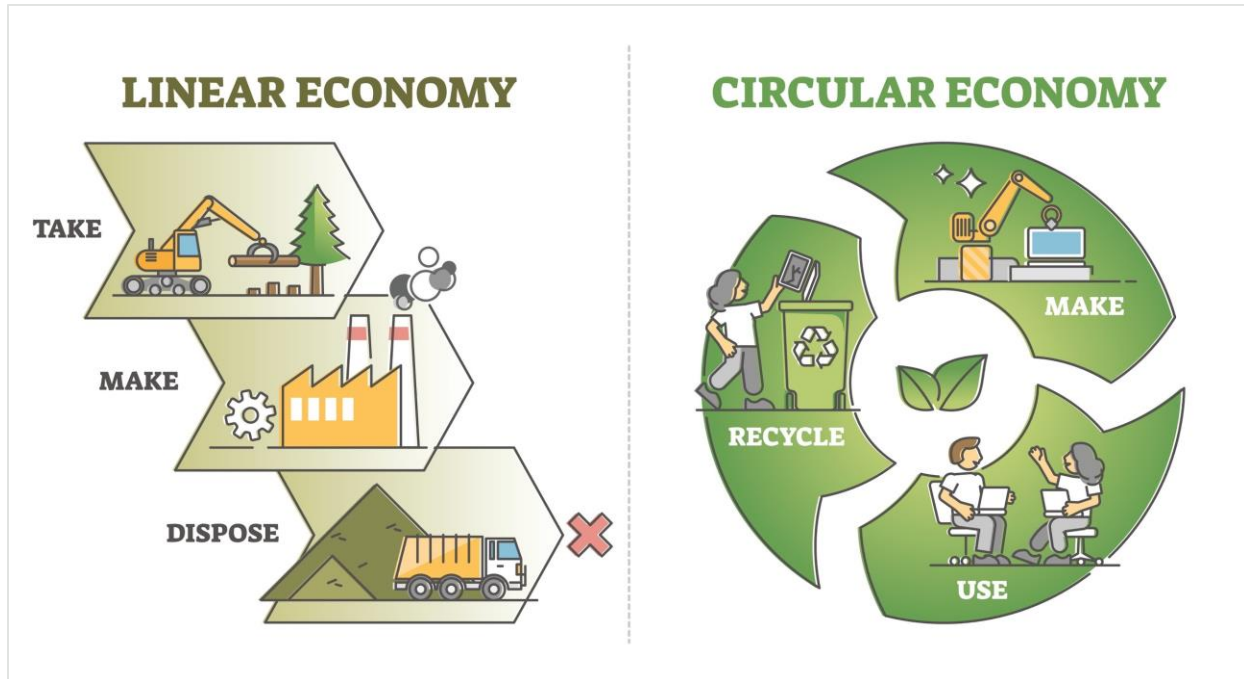 LINEAR ECONOMY
TAKE
MAKE
DISPOSE
CIRCULAR ECONOMY
MAKE
RECYCLE
USE